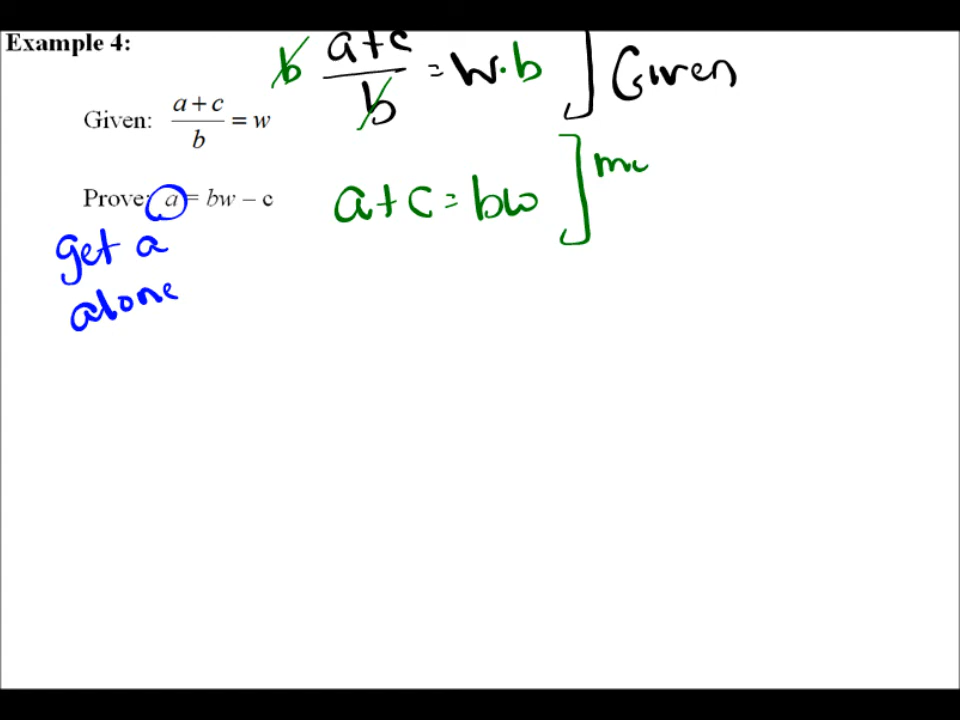 Example 4:
b a+c/b = w·b ] Given
Given: a + c/b = w
Prove: a = bw – c
a+c = bw ]
get a
alone